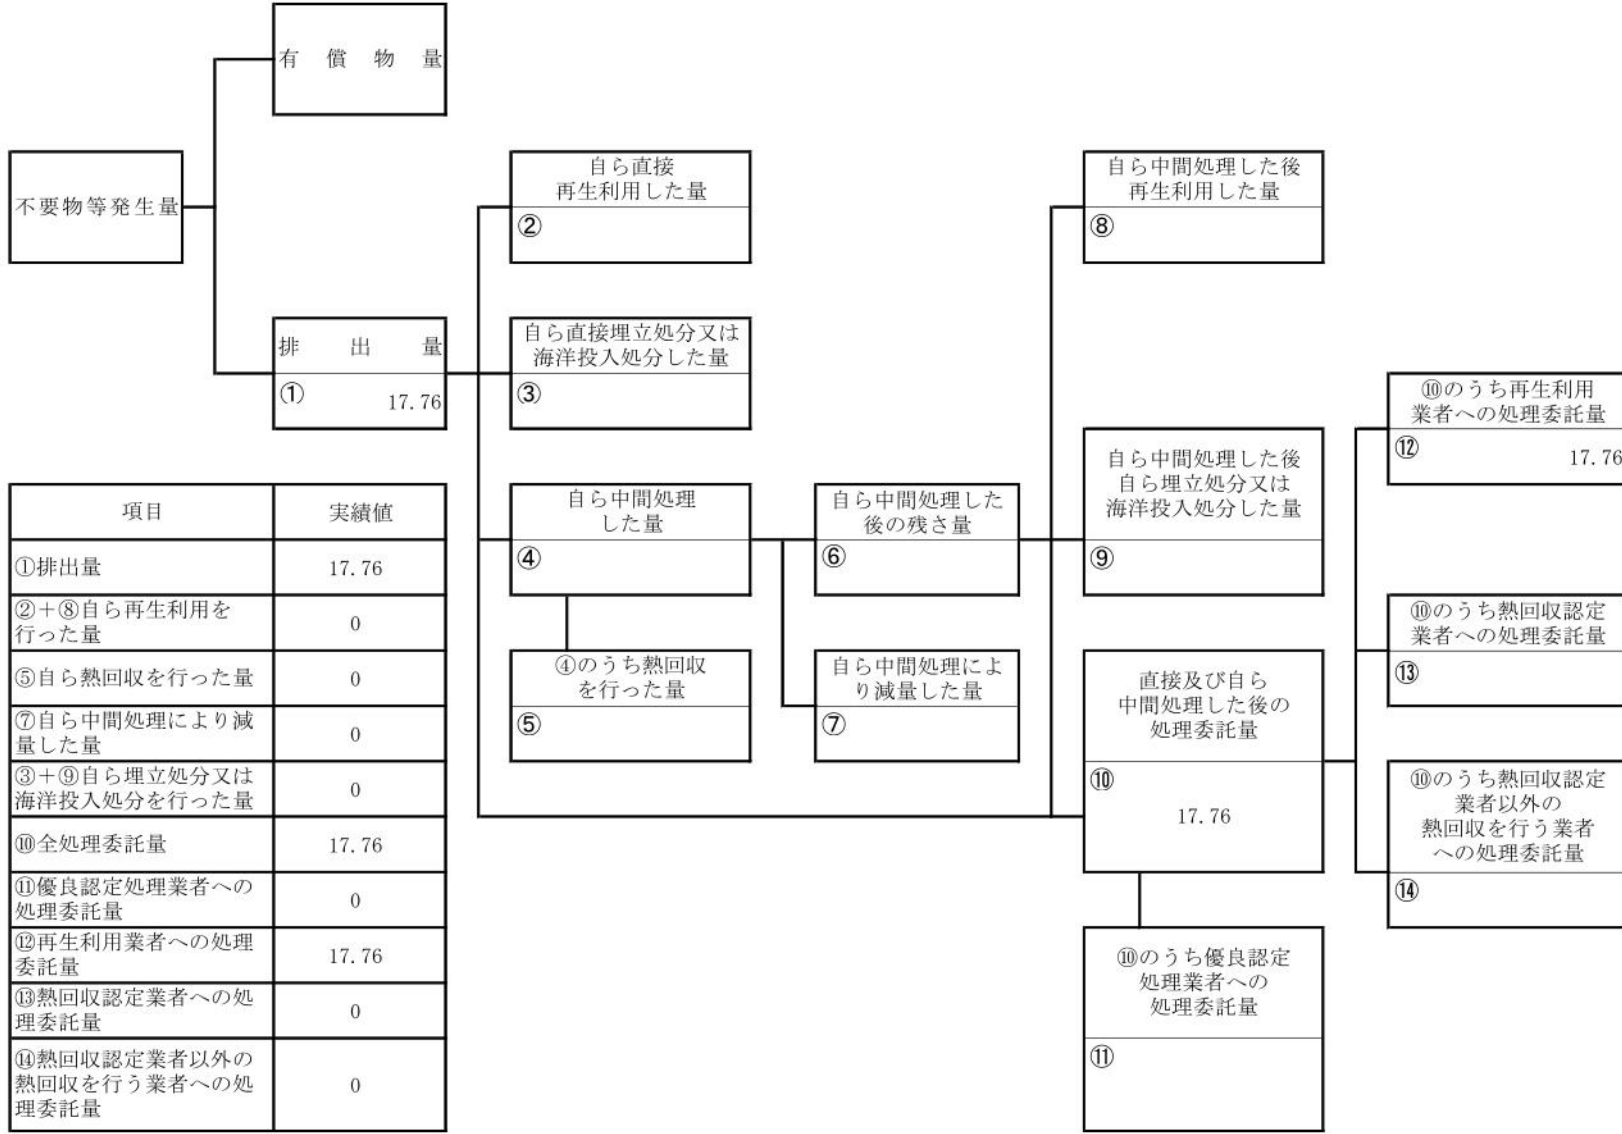 有償物量
不要物等発生量
排出量
①
17.76
自ら直接
再生利用した量
②
自ら直接埋立処分又は
海洋投入処分した量
③
自ら中間処理
した量
④
④のうち熱回収
を行った量
⑤
自ら中間処理した
後の残さ量
⑥
自ら中間処理によ
り減量した量
⑦
自ら中間処理した後
再生利用した量
⑧
自ら中間処理した後
自ら埋立処分又は
海洋投入処分した量
⑨
直接及び自ら
中間処理した後の
処理委託量
⑩
17.76
⑩のうち優良認定
処理業者への
処理委託量
⑪
⑩のうち再生利用
業者への処理委託量
⑫
17.76
⑩のうち熱回収認定
業者への処理委託量
⑬
⑩のうち熱回収認定
業者以外の
熱回収を行う業者
への処理委託量
⑭
項目 実績値
①排出量 17.76
②＋⑧自ら再生利用を
行った量 0
⑤自ら熱回収を行った量 0
⑦自ら中間処理により減
量した量 0
③＋⑨自ら埋立処分又は
海洋投入処分を行った量 0
⑩全処理委託量 17.76
⑪優良認定処理業者への
処理委託量 0
⑫再生利用業者への処理
委託量 17.76
⑬熱回収認定業者への処
理委託量 0
⑭熱回収認定業者以外の
熱回収を行う業者への処
理委託量 0